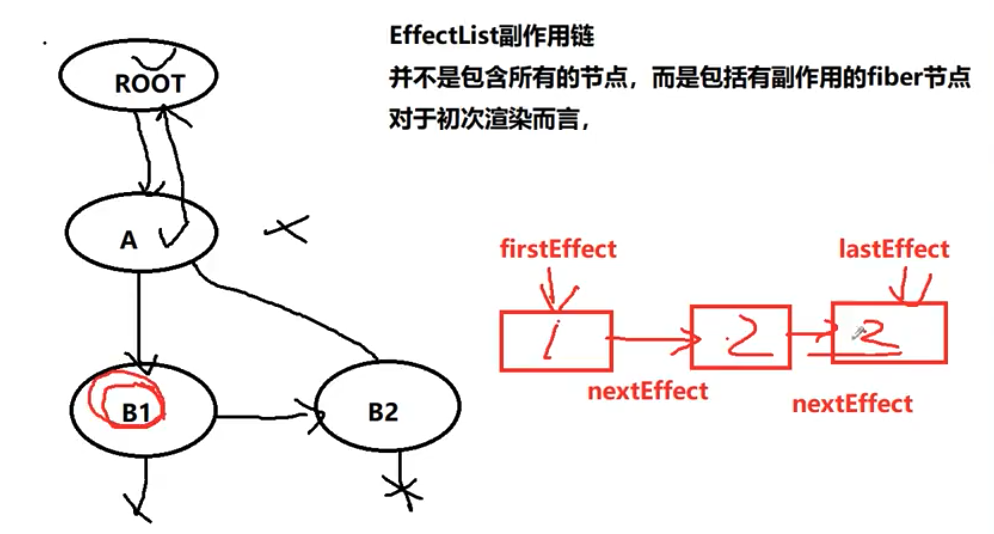 EffectList副作用链
并不是包含所有的节点，而是包括有副作用的fiber节点
对于初次渲染而言，
ROOT
A
B1
B2
firstEffect
lastEffect
1
2
2
nextEffect
nextEffect